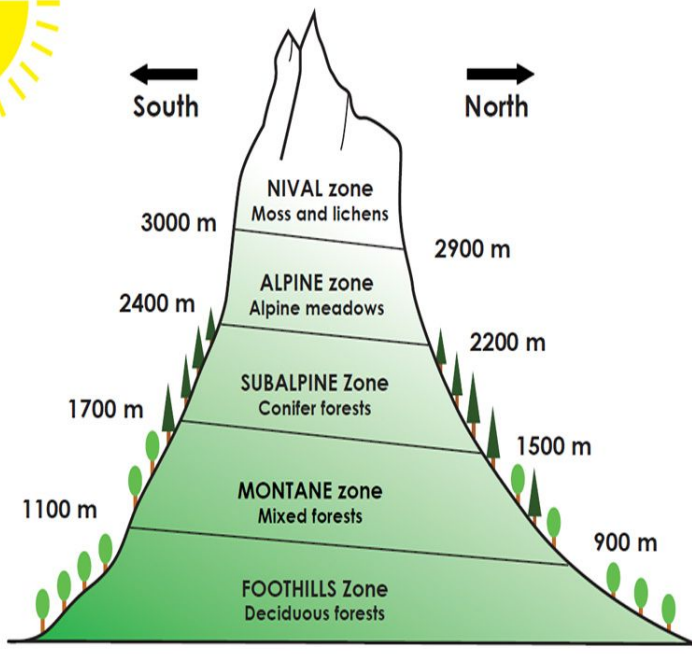 South
North
NIVAL zone
Moss and lichens
3000 m
2900 m
ALPINE zone
Alpine meadows
2400 m
2200 m
SUBALPINE Zone
Conifer forests
1700 m
1500 m
MONTANE zone
Mixed forests
1100 m
900 m
FOOTHILLS Zone
Deciduous forests